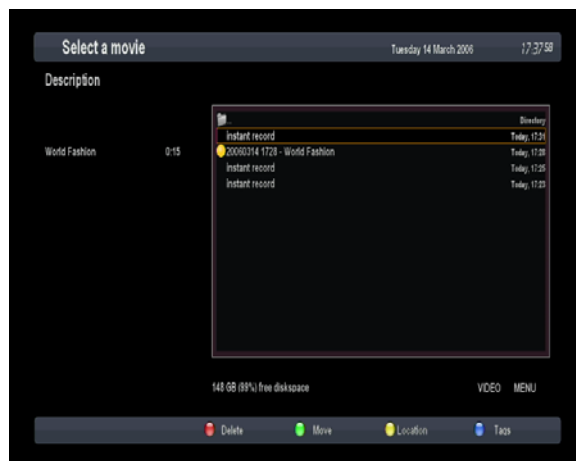 Select a movie Tuesday 14 March 2006 17:37 58
Description
.. Directory
instant record Today, 17:31
World Fashion 0:15 20060314 1728 - World Fashion Today, 17:28
instant record Today, 17:25
instant record Today, 17:23
148 GB (99%) free diskspace VIDEO MENU
Delete Move Location Tags